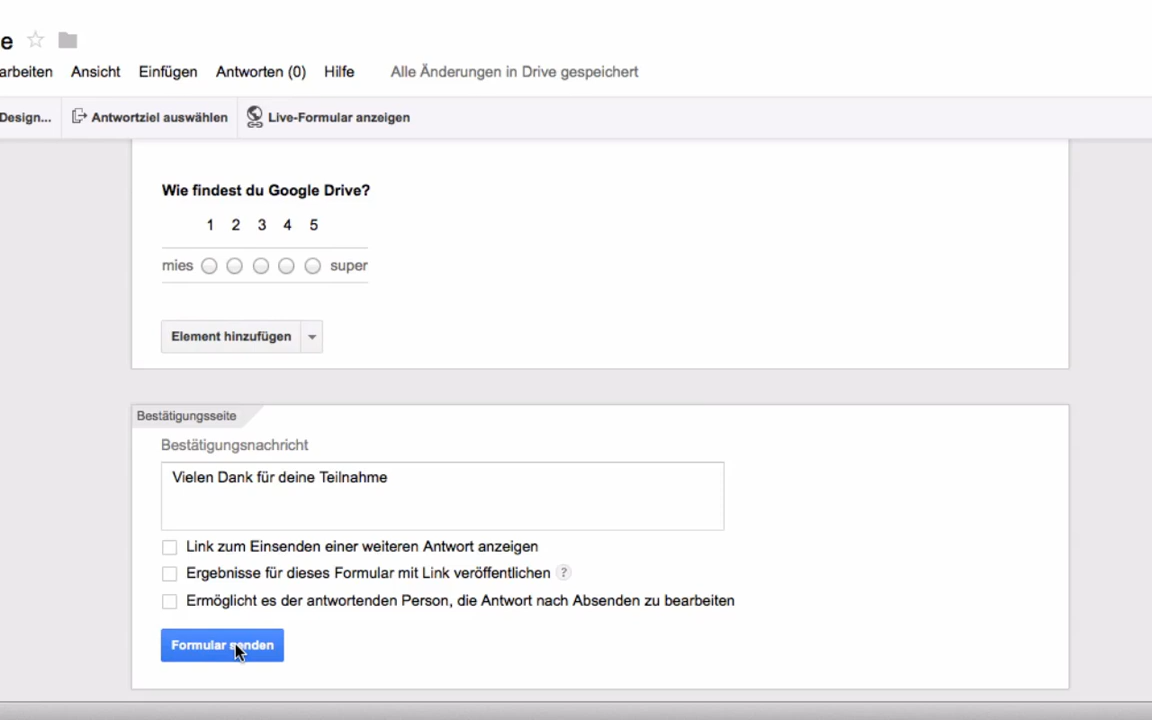 e
arbeiten Ansicht Einfügen Antworten (0) Hilfe Alle Änderungen in Drive gespeichert
Design... Antwortziel auswählen Live-Formular anzeigen
Wie findest du Google Drive?
1 2 3 4 5
mies super
Element hinzufügen
Bestätigungsseite
Bestätigungsnachricht
Vielen Dank für deine Teilnahme
Link zum Einsenden einer weiteren Antwort anzeigen
Ergebnisse für dieses Formular mit Link veröffentlichen ?
Ermöglicht es der antwortenden Person, die Antwort nach Absenden zu bearbeiten
Formular senden